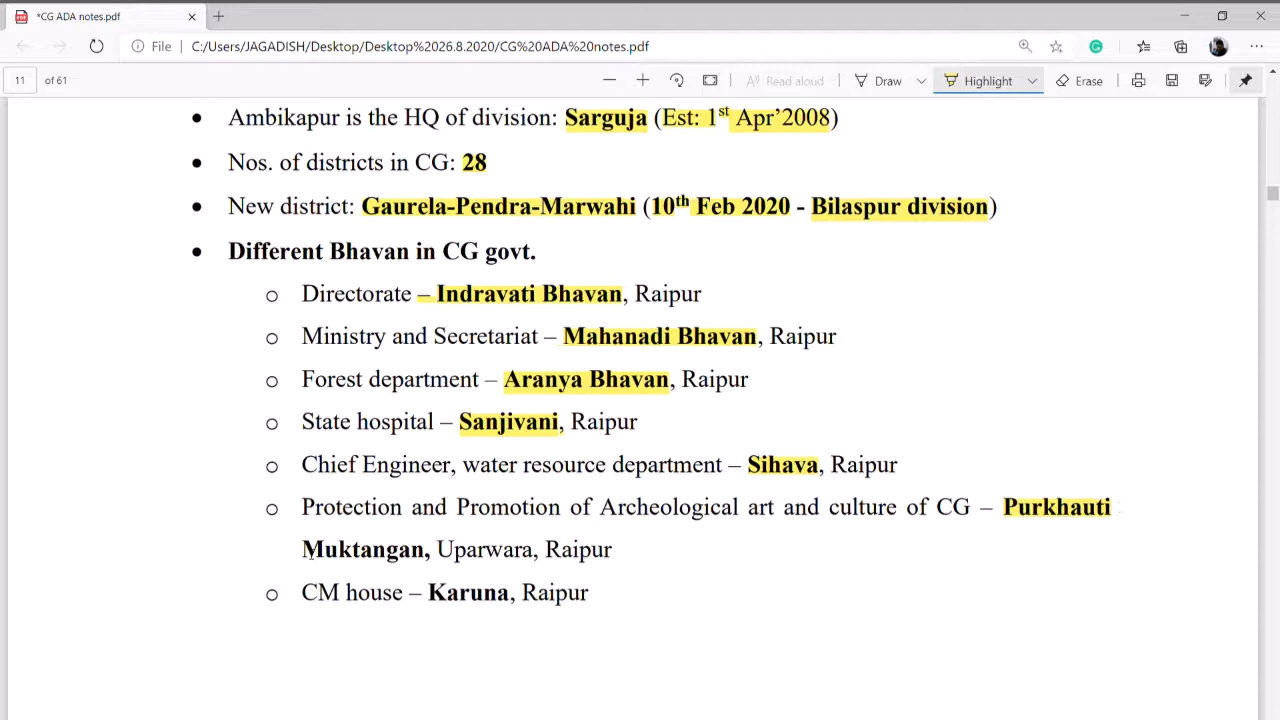 *CG ADA notes.pdf
File | C:/Users/JAGADISH/Desktop/Desktop%2026.8.2020/CG%20ADA%20notes.pdf
11 of 61 Read aloud Draw Highlight Erase
• Ambikapur is the HQ of division: Sarguja (Est: 1st Apr’2008)
• Nos. of districts in CG: 28
• New district: Gaurela-Pendra-Marwahi (10th Feb 2020 - Bilaspur division)
• Different Bhavan in CG govt.
o Directorate – Indravati Bhavan, Raipur
o Ministry and Secretariat – Mahanadi Bhavan, Raipur
o Forest department – Aranya Bhavan, Raipur
o State hospital – Sanjivani, Raipur
o Chief Engineer, water resource department – Sihava, Raipur
o Protection and Promotion of Archeological art and culture of CG – Purkhauti
Muktangan, Uparwara, Raipur
o CM house – Karuna, Raipur